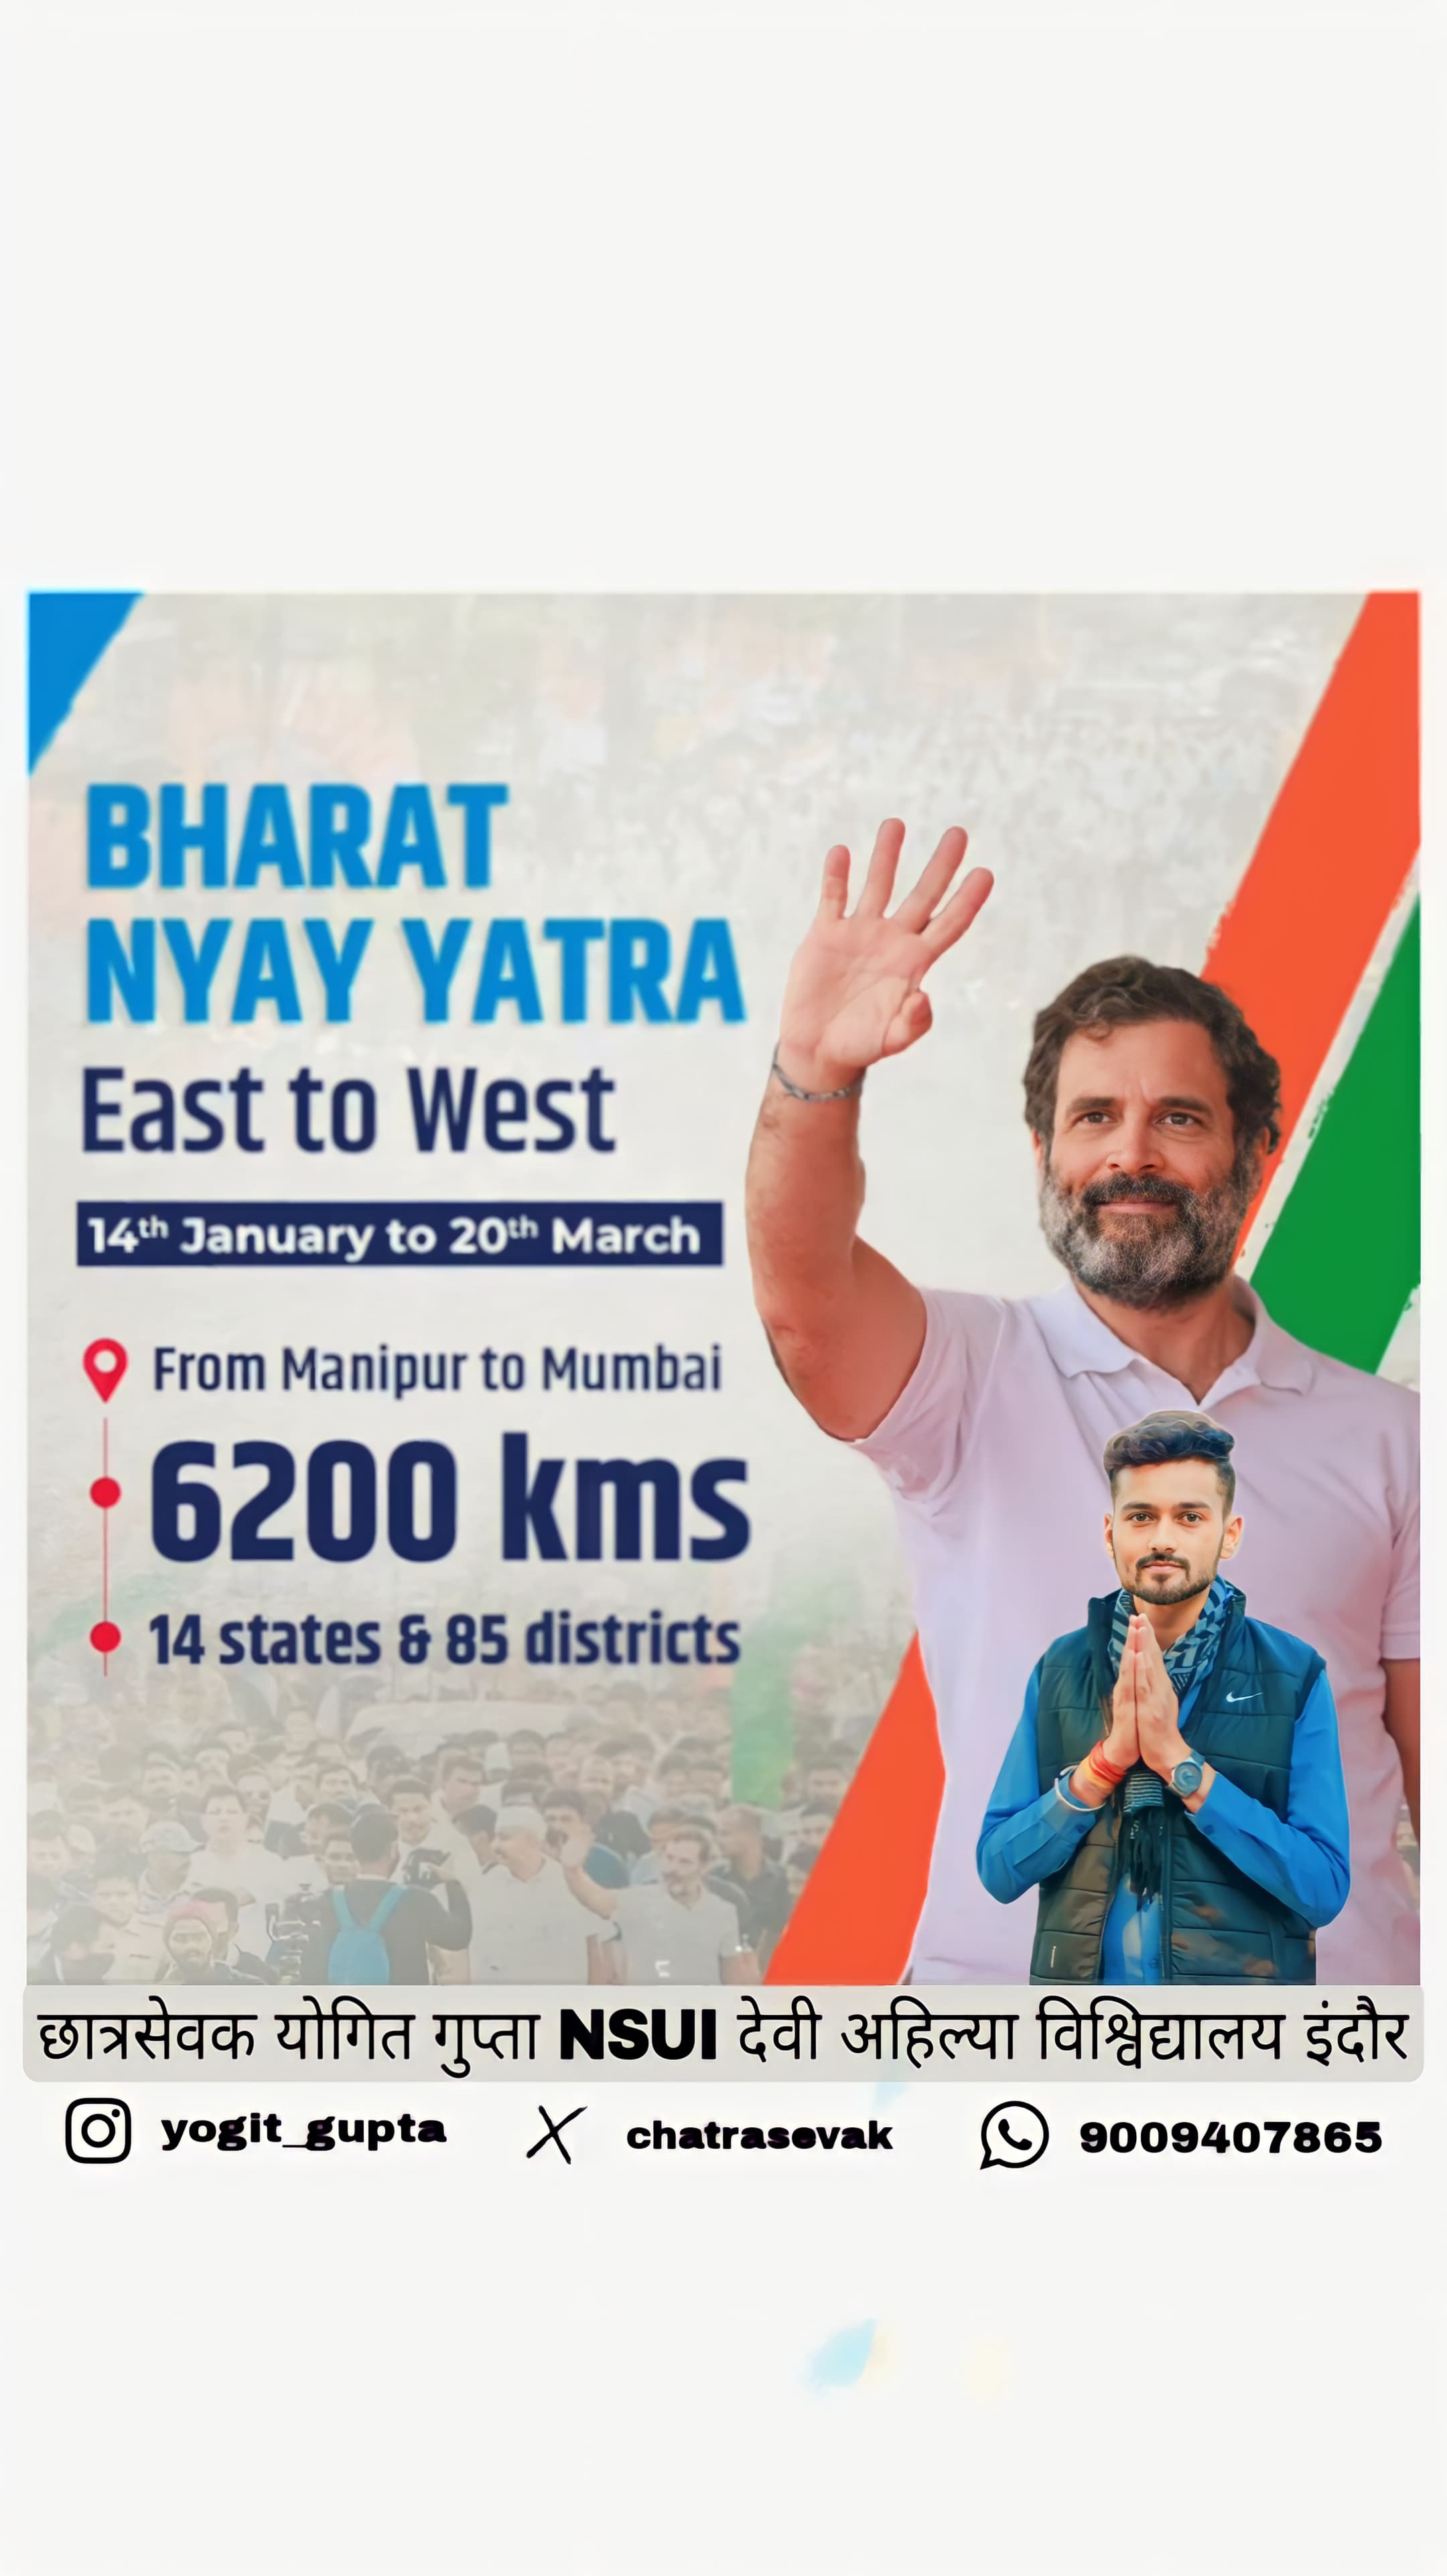 BHARAT
NYAY YATRA
East to West
14th January to 20th March
From Manipur to Mumbai
6200 kms
14 states & 85 districts
छात्रसेवक योगित गुप्ता NSUI देवी अहिल्या विश्विद्यालय इंदौर
yogit_gupta chatrasevak 9009407865